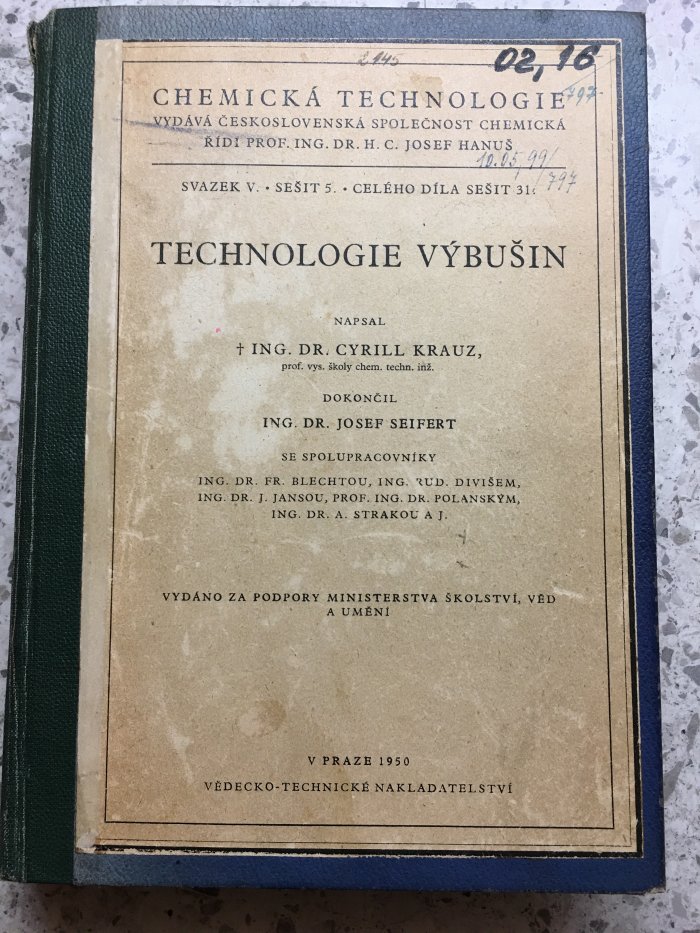 2145
02, 16
CHEMICKÁ TECHNOLOGIE
797
VYDÁVÁ ČESKOSLOVENSKÁ SPOLEČNOST CHEMICKÁ
ŘÍDÍ PROF. ING. DR. H. C. JOSEF HANUŠ
10.05,99/
/797
SVAZEK V. • SEŠIT 5. • CELÉHO DÍLA SEŠIT 31.
TECHNOLOGIE VÝBUŠIN
NAPSAL
† ING. DR. CYRILL KRAUZ,
prof. vys. školy chem. techn. inž.
DOKONČIL
ING. DR. JOSEF SEIFERT
SE SPOLUPRACOVNÍKY
ING. DR. FR. BLECHTOU, ING. RUD. DIVIŠEM,
ING. DR. J. JANSOU, PROF. ING. DR. POLANSKÝM,
ING. DR. A. STRAKOU A J.
VYDÁNO ZA PODPORY MINISTERSTVA ŠKOLSTVÍ, VĚD
A UMĚNÍ
V PRAZE 1950
VĚDECKO-TECHNICKÉ NAKLADATELSTVÍ